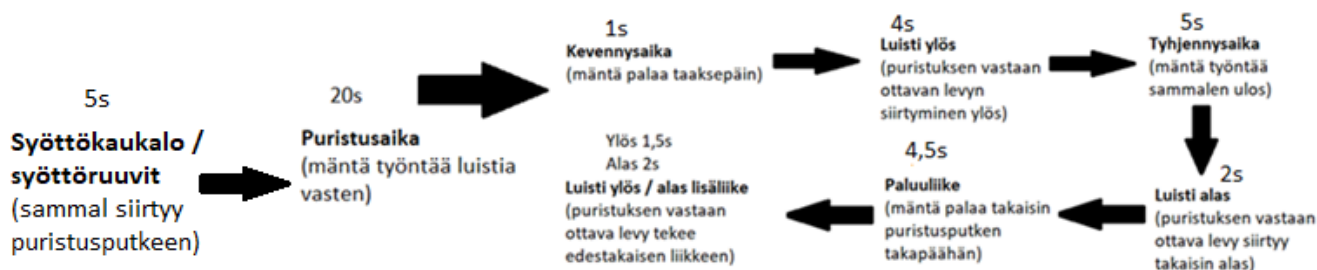 5s
Syöttökaukalo /
syöttöruuvit
(sammal siirtyy
puristusputkeen)
20s
Puristusaika
(mäntä työntää luistia
vasten)
1s
Kevennysaika
(mäntä palaa taaksepäin)
4s
Luisti ylös
(puristuksen vastaan
ottavan levyn
siirtyminen ylös)
5s
Tyhjennysaika
(mäntä työntää
sammalen ulos)
2s
Luisti alas
(puristuksen vastaan
ottava levy siirtyy
takaisin alas)
4,5s
Paluuliike
(mäntä palaa takaisin
puristusputken
takapäähän)
Ylös 1,5s
Alas 2s
Luisti ylös / alas lisäliike
(puristuksen vastaan
ottava levy tekee
edestakaisen liikkeen)